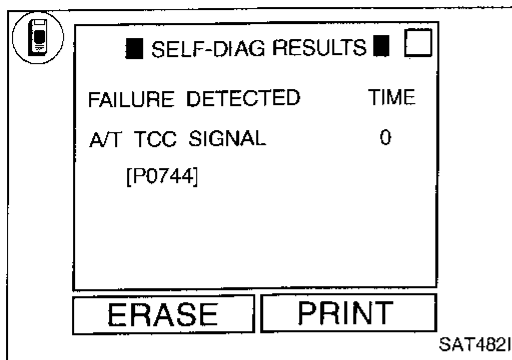 SELF-DIAG RESULTS
FAILURE DETECTED TIME
A/T TCC SIGNAL 0
[P0744]
ERASE PRINT
SAT482I